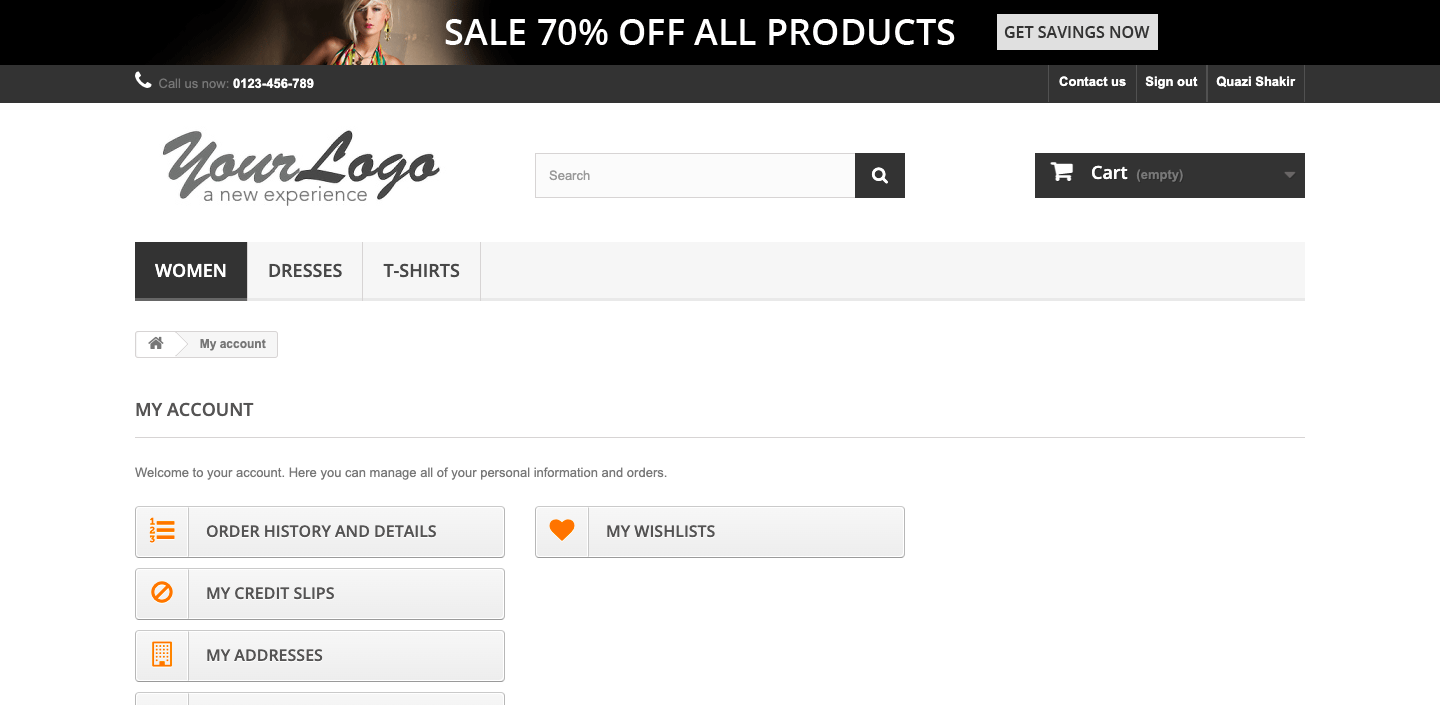 SALE 70% OFF ALL PRODUCTS
GET SAVINGS NOW
Call us now: 0123-456-789
Contact us
Sign out
Quazi Shakir
YourLogo
a new experience
Search
Cart (empty)
WOMEN
DRESSES
T-SHIRTS
My account
MY ACCOUNT
Welcome to your account. Here you can manage all of your personal information and orders.
1
2
3
ORDER HISTORY AND DETAILS
MY WISHLISTS
MY CREDIT SLIPS
MY ADDRESSES